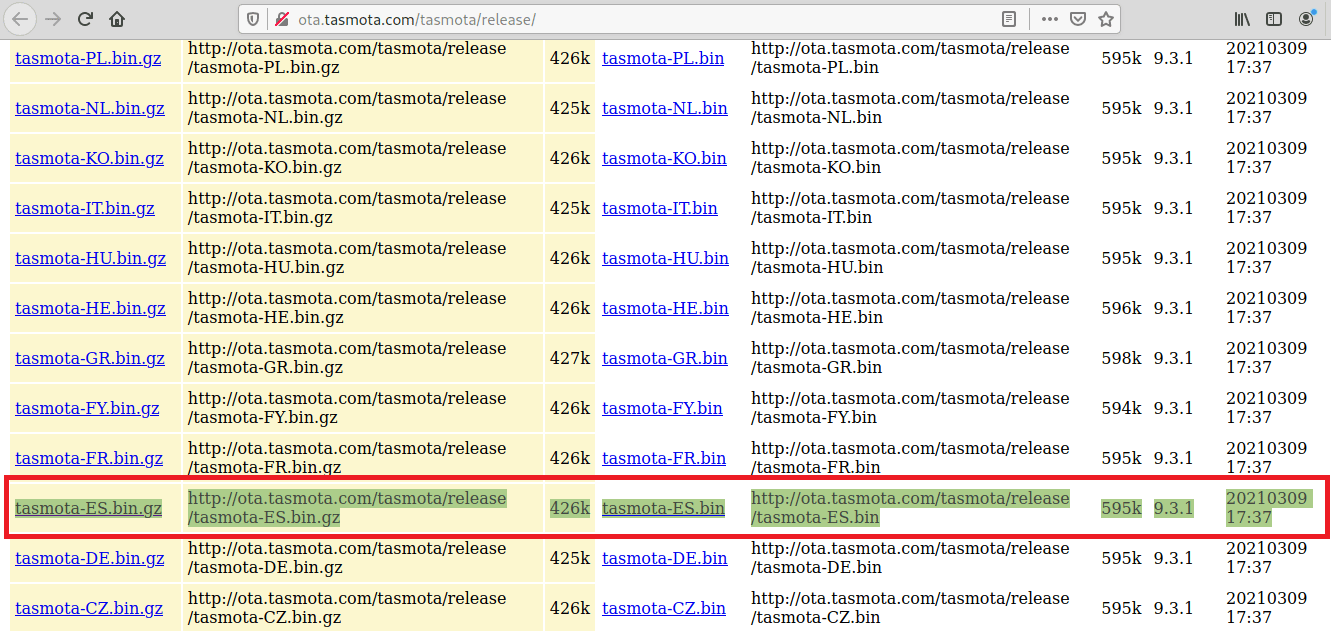 ota.tasmota.com/tasmota/release/
tasmota-PL.bin.gz http://ota.tasmota.com/tasmota/release /tasmota-PL.bin.gz 426k tasmota-PL.bin http://ota.tasmota.com/tasmota/release /tasmota-PL.bin 595k 9.3.1 20210309 17:37
tasmota-NL.bin.gz http://ota.tasmota.com/tasmota/release /tasmota-NL.bin.gz 425k tasmota-NL.bin http://ota.tasmota.com/tasmota/release /tasmota-NL.bin 595k 9.3.1 20210309 17:37
tasmota-KO.bin.gz http://ota.tasmota.com/tasmota/release /tasmota-KO.bin.gz 426k tasmota-KO.bin http://ota.tasmota.com/tasmota/release /tasmota-KO.bin 595k 9.3.1 20210309 17:37
tasmota-IT.bin.gz http://ota.tasmota.com/tasmota/release /tasmota-IT.bin.gz 425k tasmota-IT.bin http://ota.tasmota.com/tasmota/release /tasmota-IT.bin 595k 9.3.1 20210309 17:37
tasmota-HU.bin.gz http://ota.tasmota.com/tasmota/release /tasmota-HU.bin.gz 426k tasmota-HU.bin http://ota.tasmota.com/tasmota/release /tasmota-HU.bin 595k 9.3.1 20210309 17:37
tasmota-HE.bin.gz http://ota.tasmota.com/tasmota/release /tasmota-HE.bin.gz 426k tasmota-HE.bin http://ota.tasmota.com/tasmota/release /tasmota-HE.bin 596k 9.3.1 20210309 17:37
tasmota-GR.bin.gz http://ota.tasmota.com/tasmota/release /tasmota-GR.bin.gz 427k tasmota-GR.bin http://ota.tasmota.com/tasmota/release /tasmota-GR.bin 598k 9.3.1 20210309 17:37
tasmota-FY.bin.gz http://ota.tasmota.com/tasmota/release /tasmota-FY.bin.gz 426k tasmota-FY.bin http://ota.tasmota.com/tasmota/release /tasmota-FY.bin 594k 9.3.1 20210309 17:37
tasmota-FR.bin.gz http://ota.tasmota.com/tasmota/release /tasmota-FR.bin.gz 426k tasmota-FR.bin http://ota.tasmota.com/tasmota/release /tasmota-FR.bin 595k 9.3.1 20210309 17:37
tasmota-ES.bin.gz http://ota.tasmota.com/tasmota/release /tasmota-ES.bin.gz 426k tasmota-ES.bin http://ota.tasmota.com/tasmota/release /tasmota-ES.bin 595k 9.3.1 20210309 17:37
tasmota-DE.bin.gz http://ota.tasmota.com/tasmota/release /tasmota-DE.bin.gz 425k tasmota-DE.bin http://ota.tasmota.com/tasmota/release /tasmota-DE.bin 595k 9.3.1 20210309 17:37
tasmota-CZ.bin.gz http://ota.tasmota.com/tasmota/release /tasmota-CZ.bin.gz 426k tasmota-CZ.bin http://ota.tasmota.com/tasmota/release /tasmota-CZ.bin 595k 9.3.1 20210309 17:37